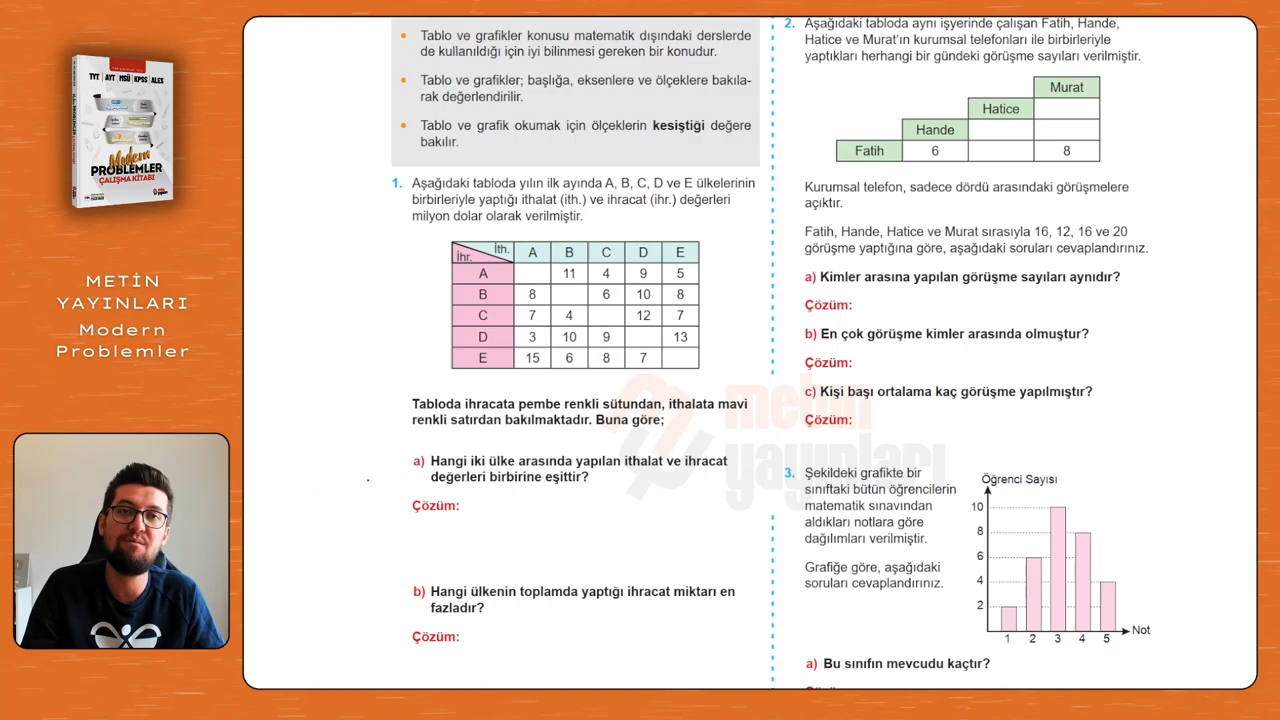 TYT | AYT | MSÜ | KPSS | ALES
Modern
PROBLEMLER
ÇALIŞMA KİTABI
METİN
YAYINLARI
Modern
Problemler
• Tablo ve grafikler konusu matematik dışındaki derslerde
de kullanıldığı için iyi bilinmesi gereken bir konudur.
• Tablo ve grafikler; başlığa, eksenlere ve ölçeklere bakıla-
rak değerlendirilir.
• Tablo ve grafik okumak için ölçeklerin kesiştiği değere
bakılır.
1. Aşağıdaki tabloda yılın ilk ayında A, B, C, D ve E ülkelerinin
birbirleriyle yaptığı ithalat (ith.) ve ihracat (ihr.) değerleri
milyon dolar olarak verilmiştir.
İhr. İth. A B C D E
A 11 4 9 5
B 8 6 10 8
C 7 4 12 7
D 3 10 9 13
E 15 6 8 7
Tabloda ihracata pembe renkli sütundan, ithalata mavi
renkli satırdan bakılmaktadır. Buna göre;
a) Hangi iki ülke arasında yapılan ithalat ve ihracat
değerleri birbirine eşittir?
Çözüm:
b) Hangi ülkenin toplamda yaptığı ihracat miktarı en
fazladır?
Çözüm:
metin
yayınları
2. Aşağıdaki tabloda aynı işyerinde çalışan Fatih, Hande,
Hatice ve Murat'ın kurumsal telefonları ile birbirleriyle
yaptıkları herhangi bir gündeki görüşme sayıları verilmiştir.
Murat
Hatice
Hande
Fatih 6 8
Kurumsal telefon, sadece dördü arasındaki görüşmelere
açıktır.
Fatih, Hande, Hatice ve Murat sırasıyla 16, 12, 16 ve 20
görüşme yaptığına göre, aşağıdaki soruları cevaplandırınız.
a) Kimler arasına yapılan görüşme sayıları aynıdır?
Çözüm:
b) En çok görüşme kimler arasında olmuştur?
Çözüm:
c) Kişi başı ortalama kaç görüşme yapılmıştır?
Çözüm:
3. Şekildeki grafikte bir
sınıftaki bütün öğrencilerin
matematik sınavından
aldıkları notlara göre
dağılımları verilmiştir.
Grafiğe göre, aşağıdaki
soruları cevaplandırınız.
Öğrenci Sayısı
10
8
6
4
2
1 2 3 4 5 Not
a) Bu sınıfın mevcudu kaçtır?